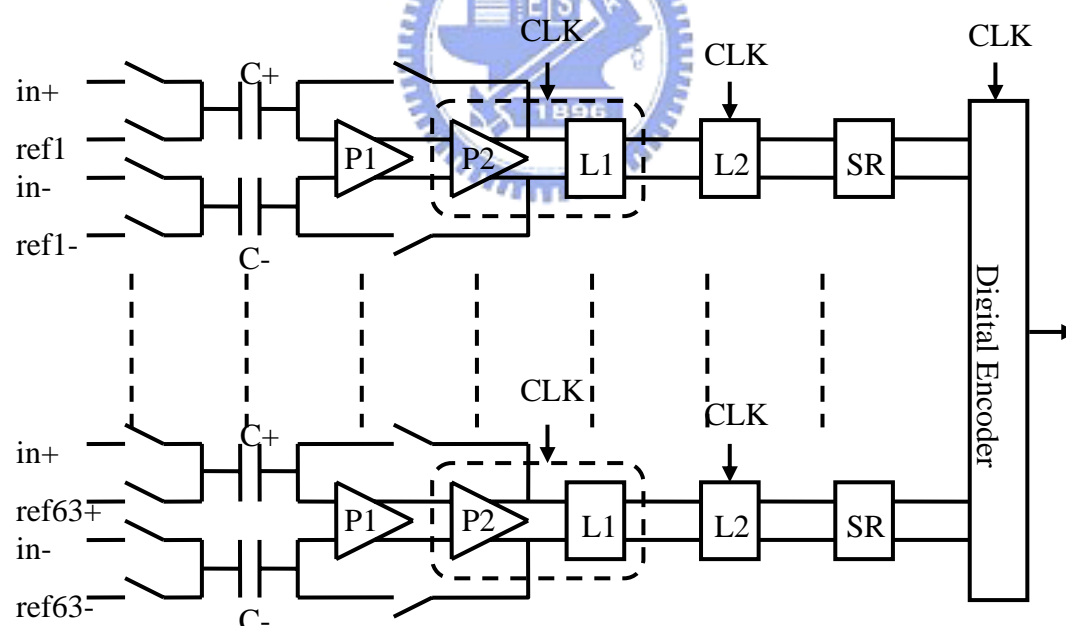 E S
1896
CLK
CLK
CLK
in+
C+
ref1
in-
P1
P2
L1
L2
SR
ref1-
C-
Digital Encoder
CLK
CLK
in+
C+
ref63+
in-
P1
P2
L1
L2
SR
ref63-
C-